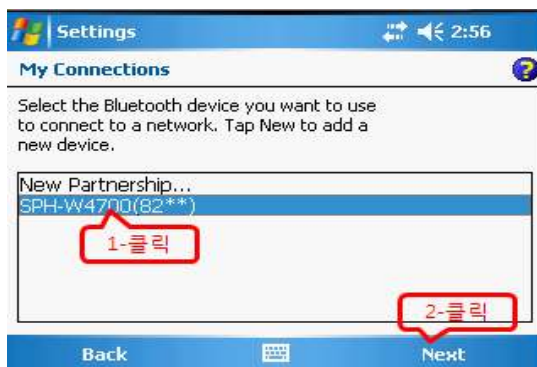 Settings 2:56
My Connections
Select the Bluetooth device you want to use
to connect to a network. Tap New to add a
new device.
New Partnership...
SPH-W4700(82**)
1-클릭
2-클릭
Back Next